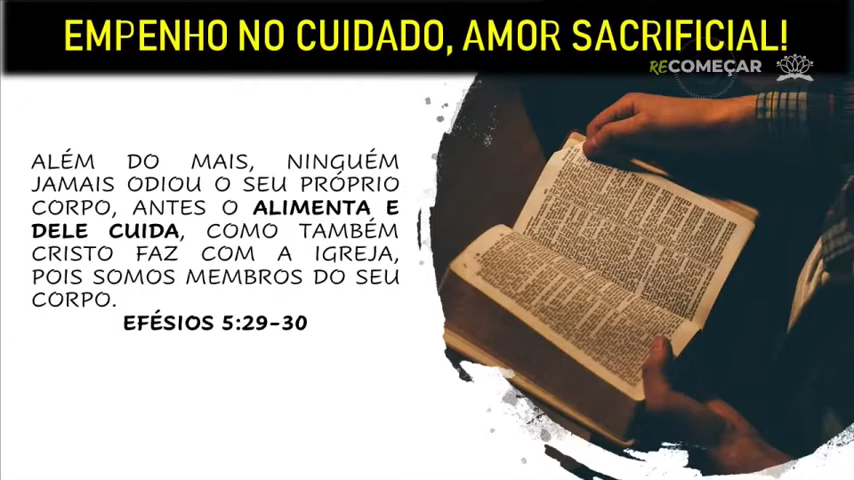 EMPENHO NO CUIDADO, AMOR SACRIFICIAL!
RECOMEÇAR
ALÉM DO MAIS, NINGUÉM
JAMAIS ODIOU O SEU PRÓPRIO
CORPO, ANTES O ALIMENTA E
DELE CUIDA, COMO TAMBÉM
CRISTO FAZ COM A IGREJA,
POIS SOMOS MEMBROS DO SEU
CORPO.
EFÉSIOS 5:29-30